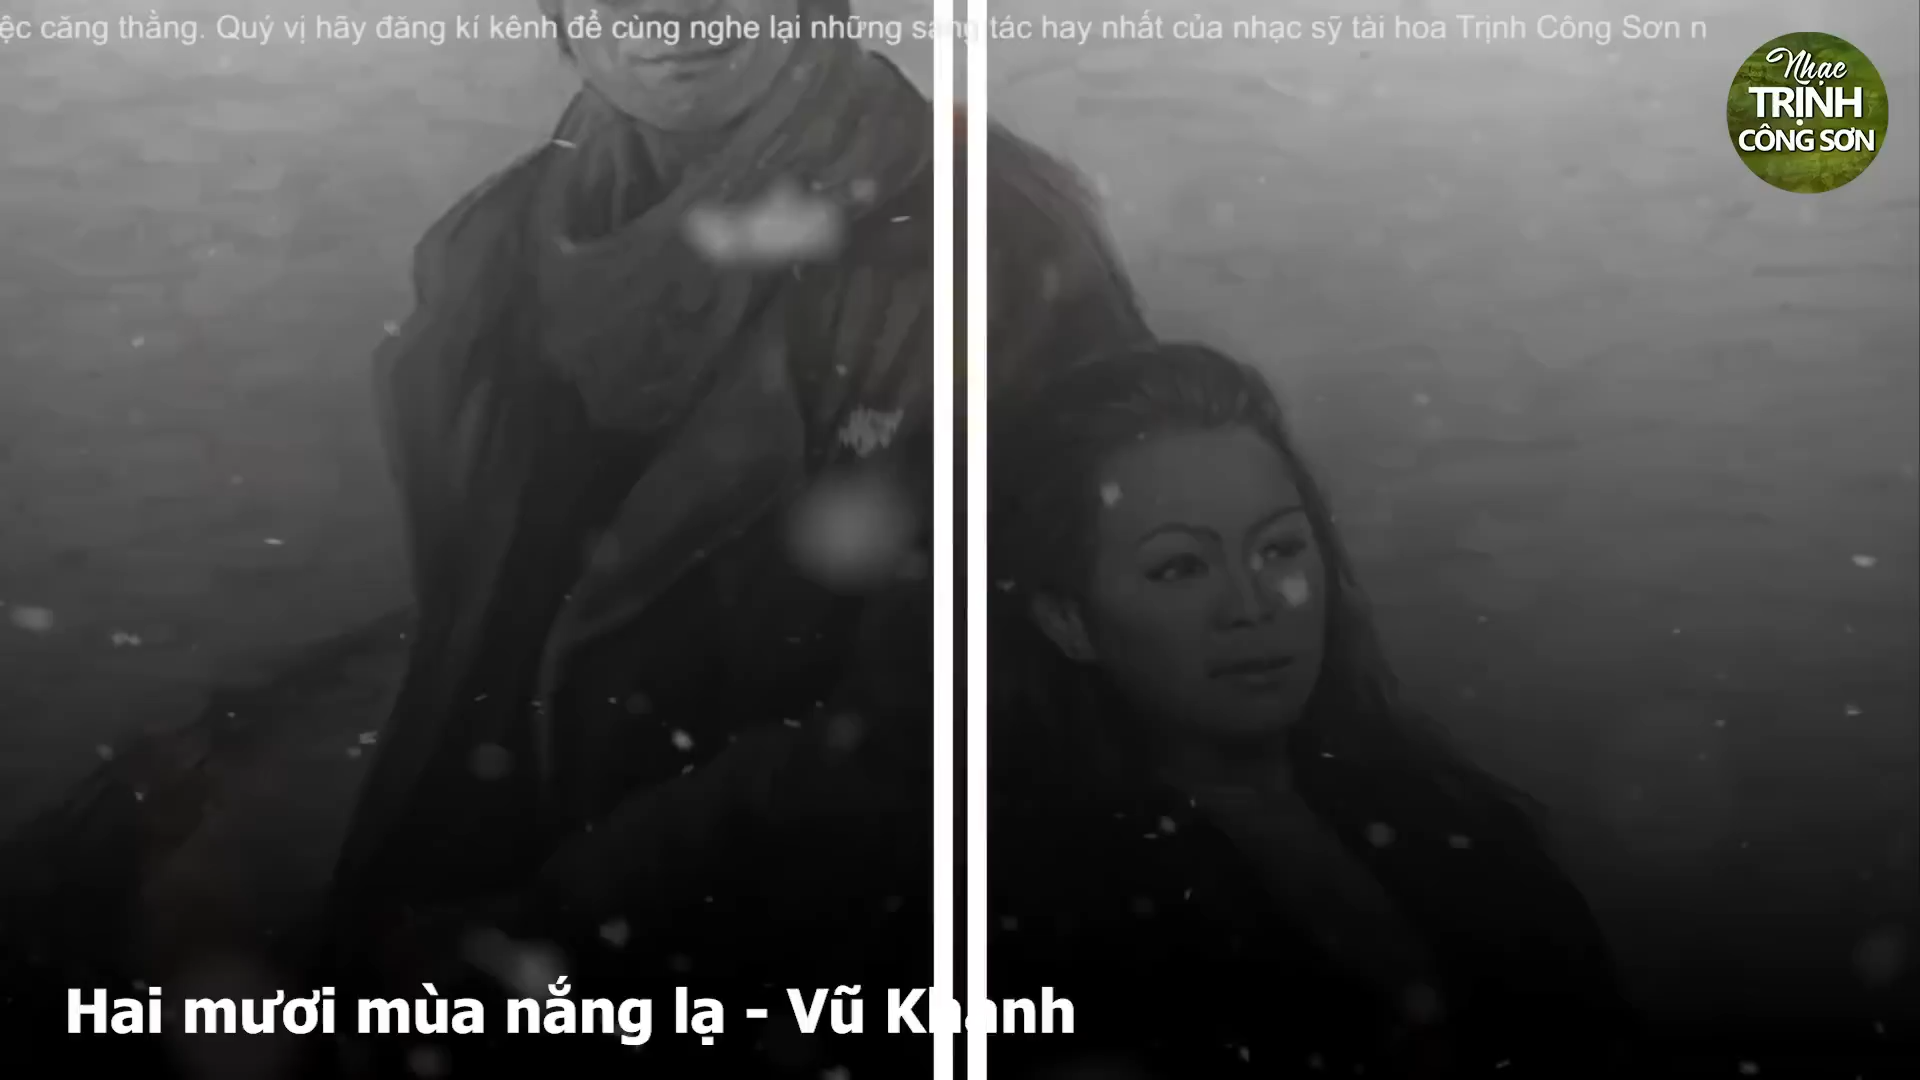 ệc căng thẳng. Quý vị hãy đăng kí kênh để cùng nghe lại những sáng tác hay nhất của nhạc sỹ tài hoa Trịnh Công Sơn n
Nhạc
TRỊNH
CÔNG SƠN
Hai mươi mùa nắng lạ - Vũ Khanh